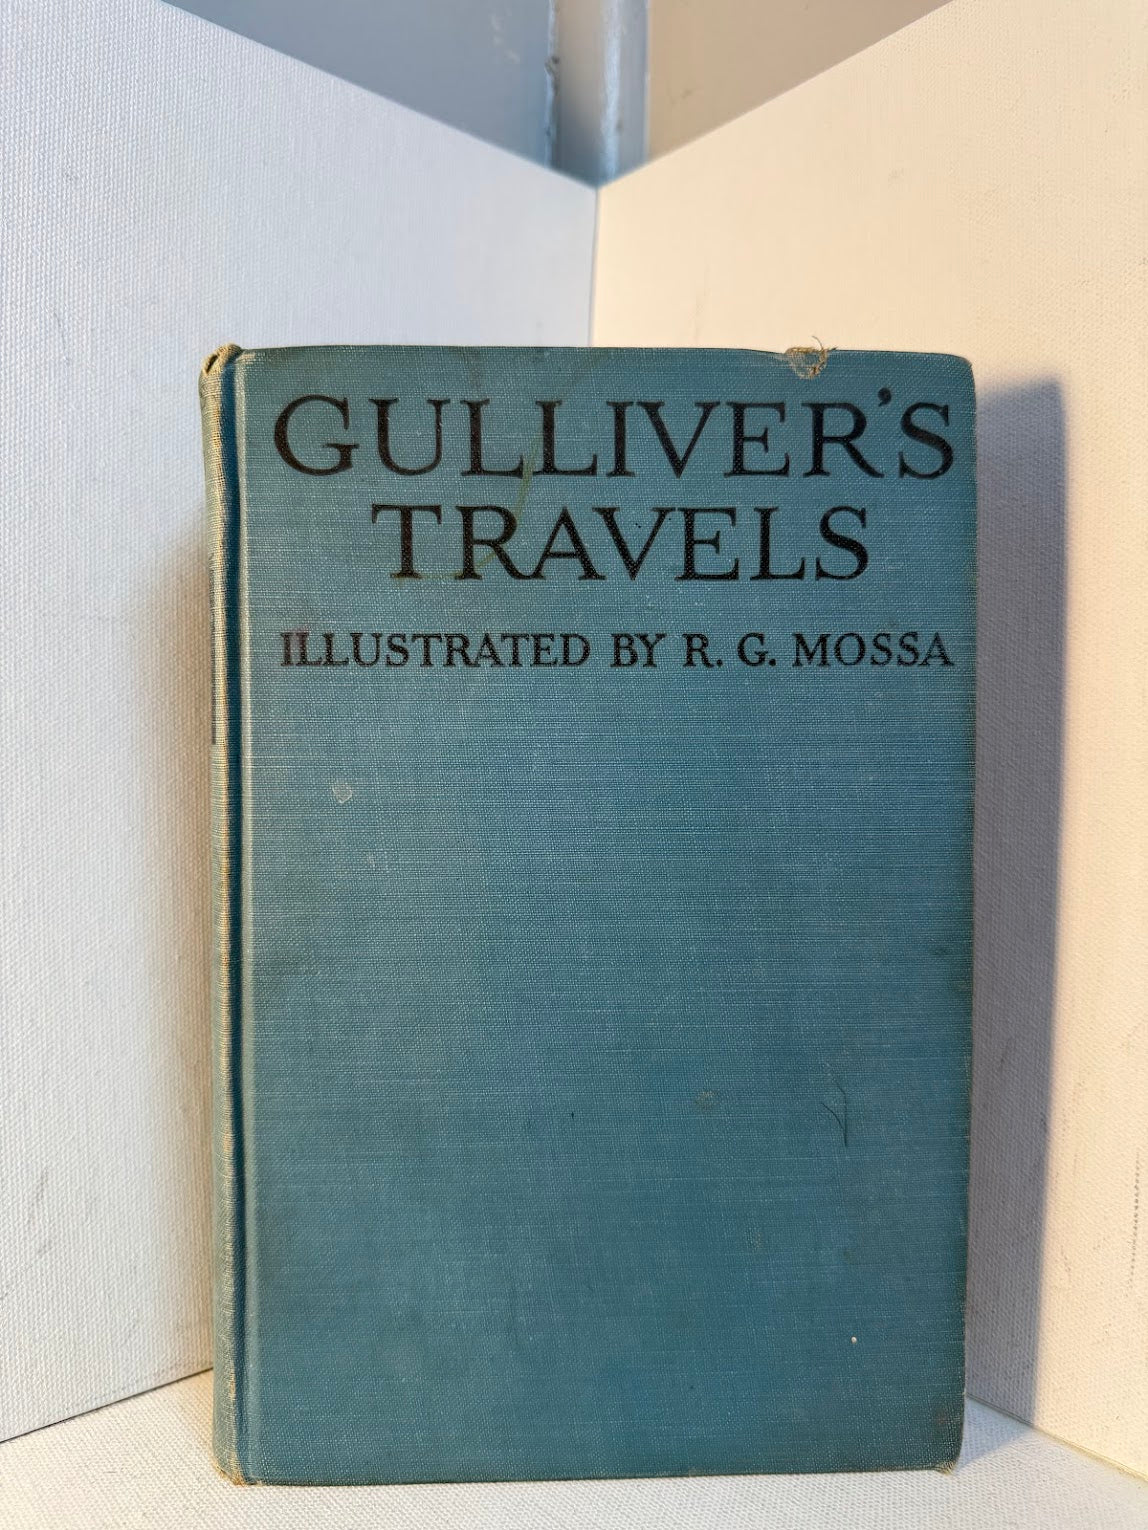 GULLIVER'S
TRAVELS
ILLUSTRATED BY R. G. MOSSA